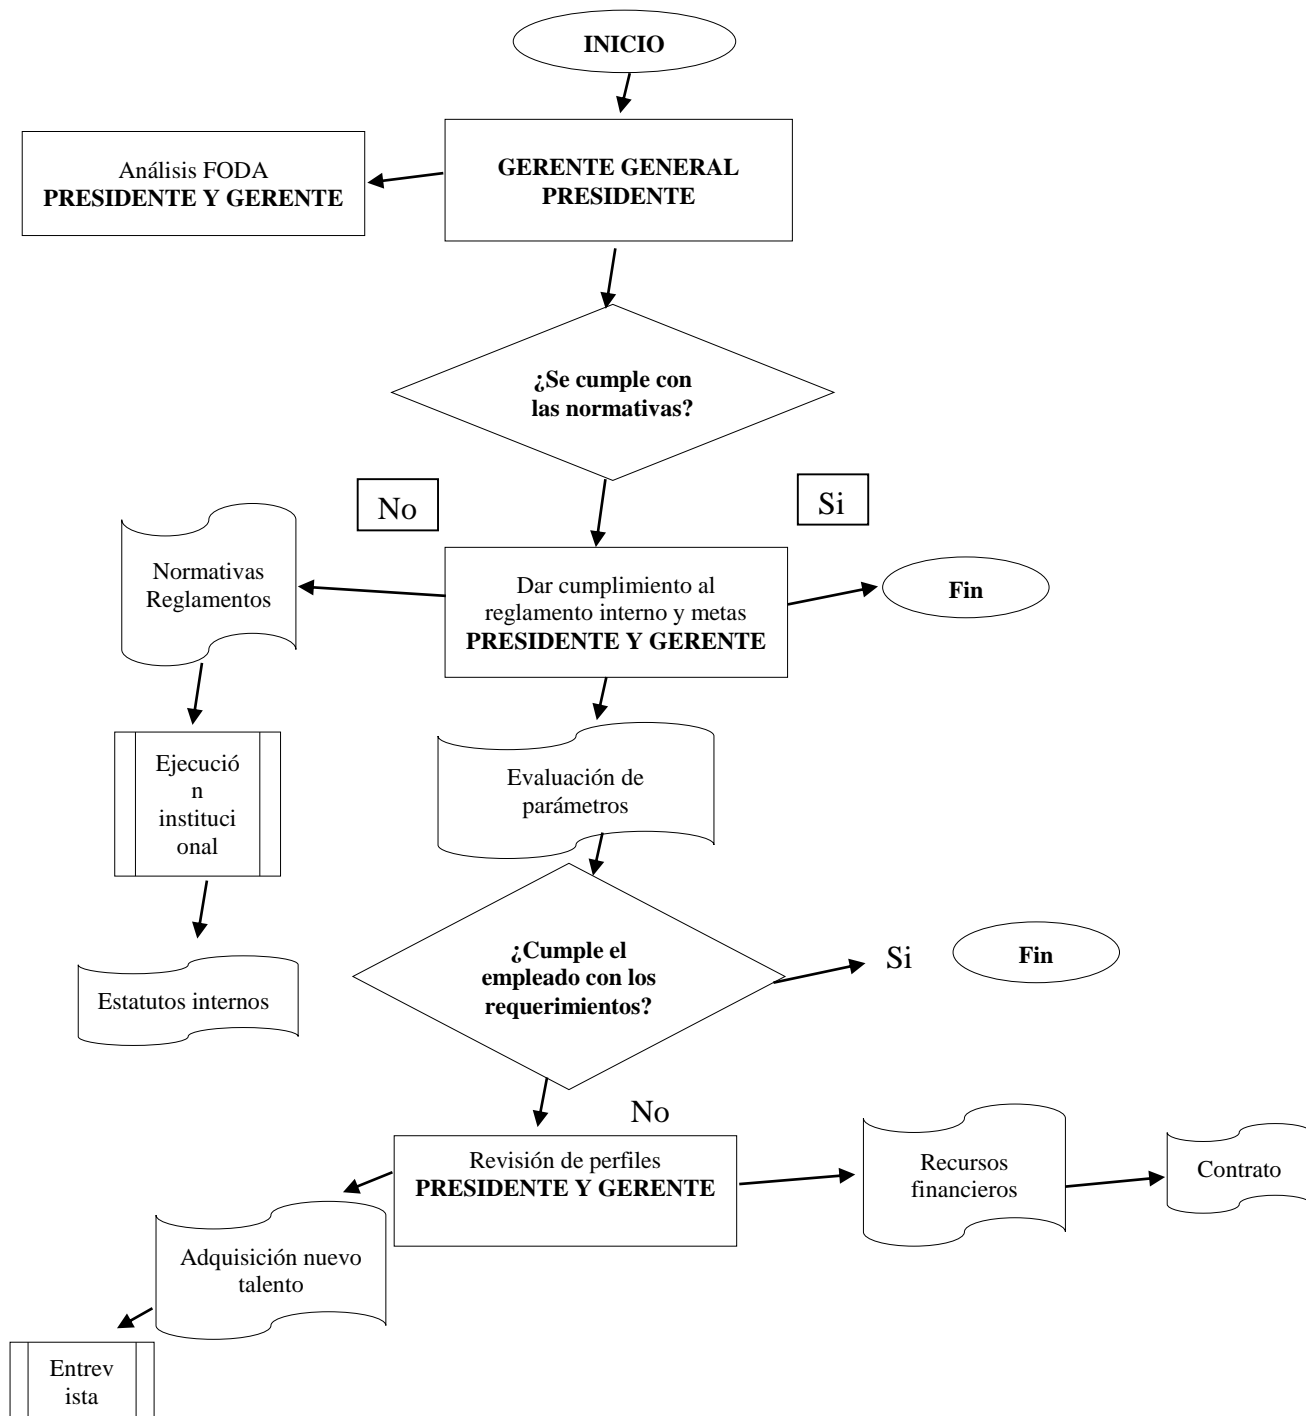 INICIO
Análisis FODA
PRESIDENTE Y GERENTE
GERENTE GENERAL
PRESIDENTE
¿Se cumple con
las normativas?
No
Si
Normativas
Reglamentos
Dar cumplimiento al
reglamento interno y metas
PRESIDENTE Y GERENTE
Fin
Ejecució
n
instituci
onal
Evaluación de
parámetros
Estatutos internos
¿Cumple el
empleado con los
requerimientos?
Si
Fin
No
Revisión de perfiles
PRESIDENTE Y GERENTE
Recursos
financieros
Contrato
Adquisición nuevo
talento
Entrev
ista